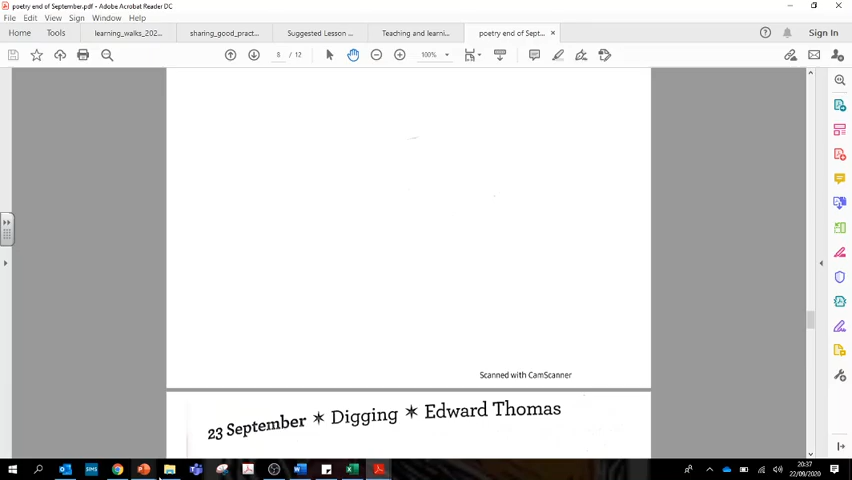 poetry end of September.pdf - Adobe Acrobat Reader DC
File Edit View Sign Window Help
Home Tools learning_walks_202... sharing_good_pract... Suggested Lesson ... Teaching and learni... poetry end of Sept... × Sign In
8 / 12 100%
Scanned with CamScanner
23 September ✶ Digging ✶ Edward Thomas
SIMS
20:37
22/09/2020